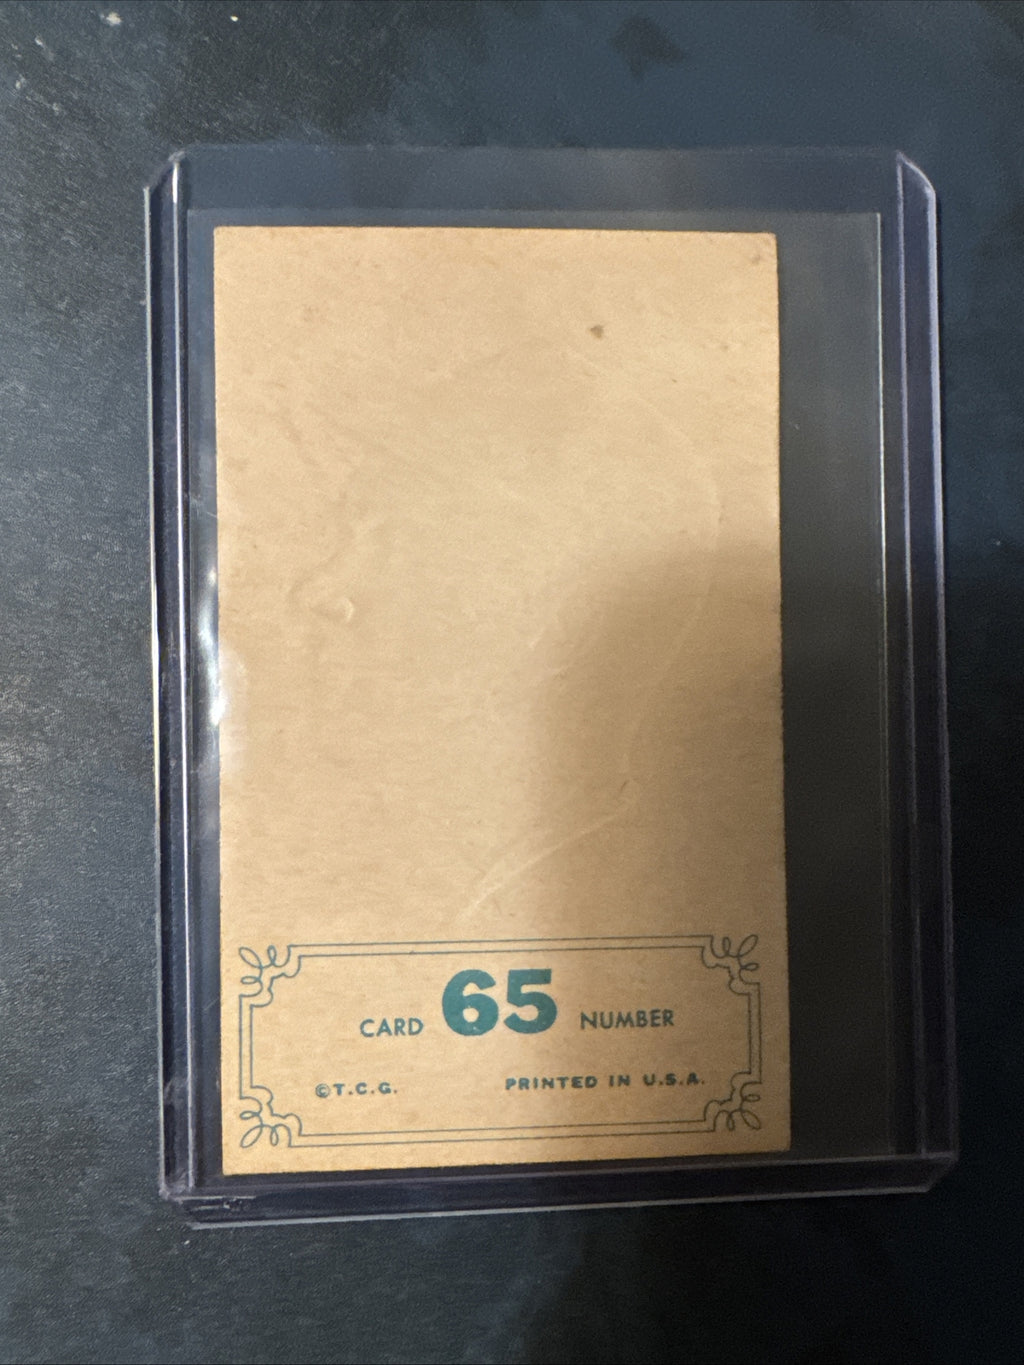 CARD 65 NUMBER
©T.C.G. PRINTED IN U.S.A.